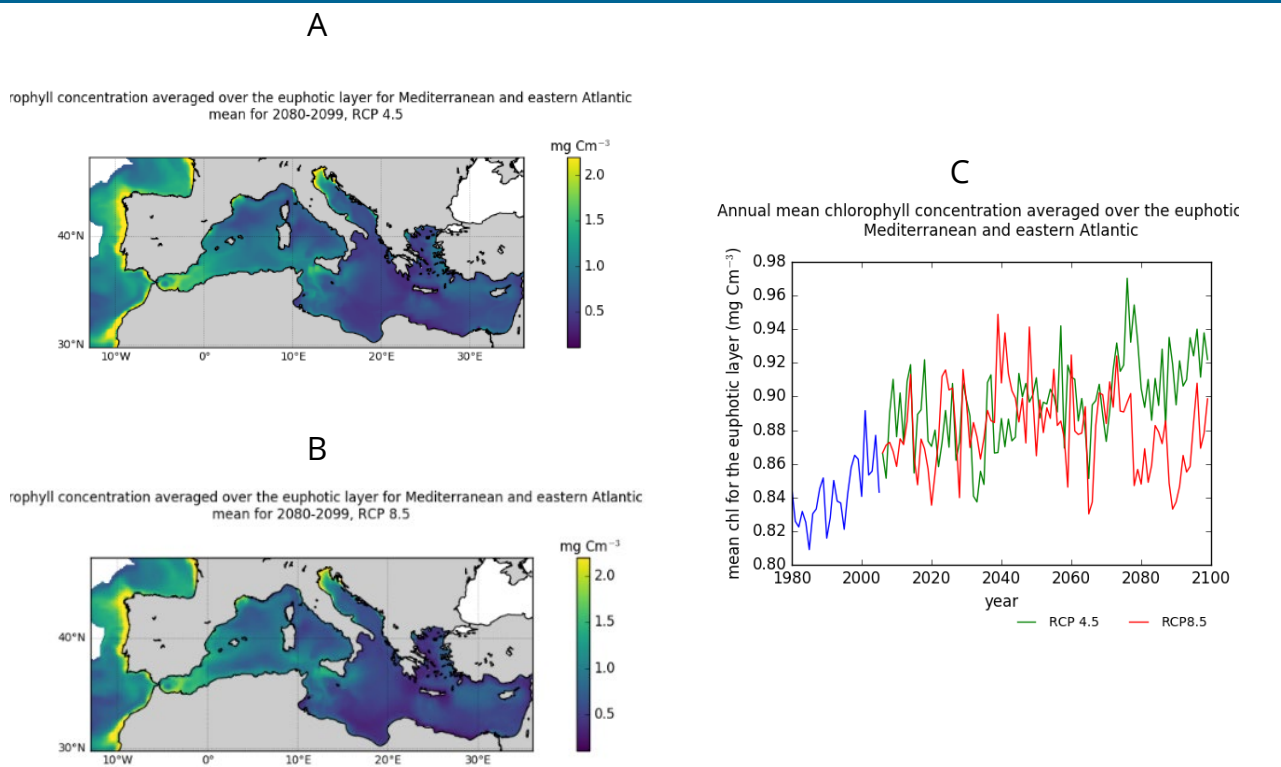 A
rophyll concentration averaged over the euphotic layer for Mediterranean and eastern Atlantic
mean for 2080-2099, RCP 4.5
mg Cm⁻³
2.0
1.5
1.0
0.5
40°N
30°N
10°W 0° 10°E 20°E 30°E
B
rophyll concentration averaged over the euphotic layer for Mediterranean and eastern Atlantic
mean for 2080-2099, RCP 8.5
mg Cm⁻³
2.0
1.5
1.0
0.5
40°N
30°N
10°W 0° 10°E 20°E 30°E
C
Annual mean chlorophyll concentration averaged over the euphotic
Mediterranean and eastern Atlantic
mean chl for the euphotic layer (mg Cm⁻³)
0.98
0.96
0.94
0.92
0.90
0.88
0.86
0.84
0.82
0.80
1980 2000 2020 2040 2060 2080 2100
year
RCP 4.5 RCP8.5